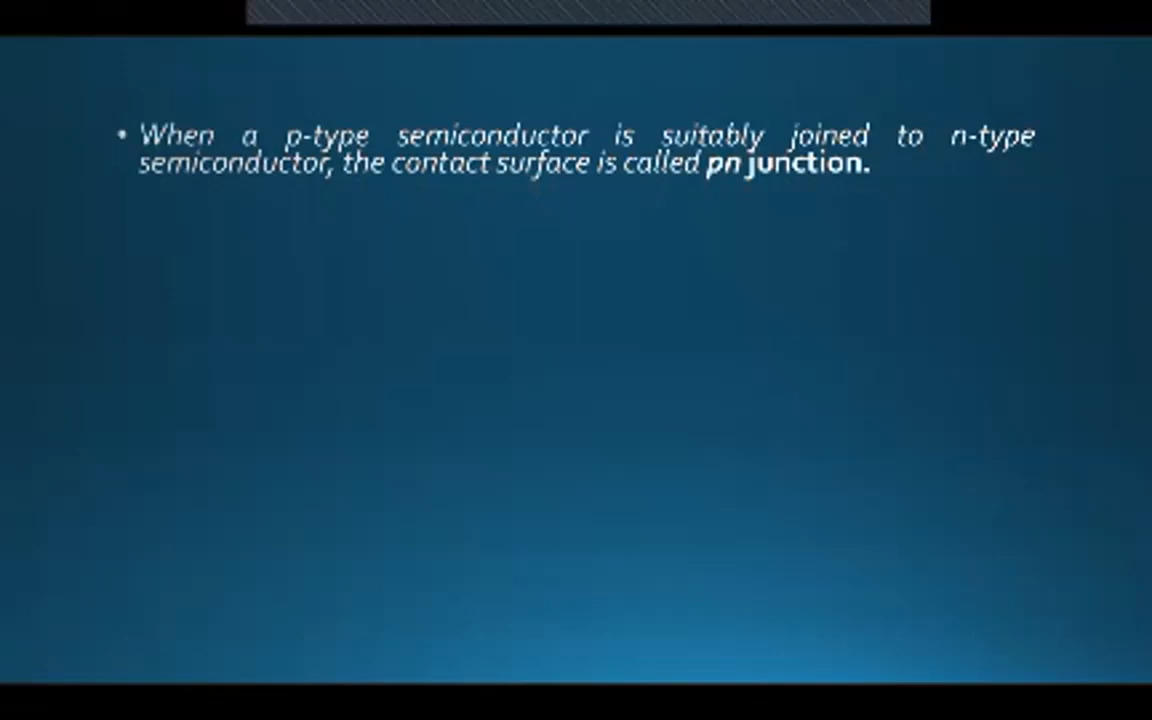 • When a p-type semiconductor is suitably joined to n-type
semiconductor, the contact surface is called pn junction.